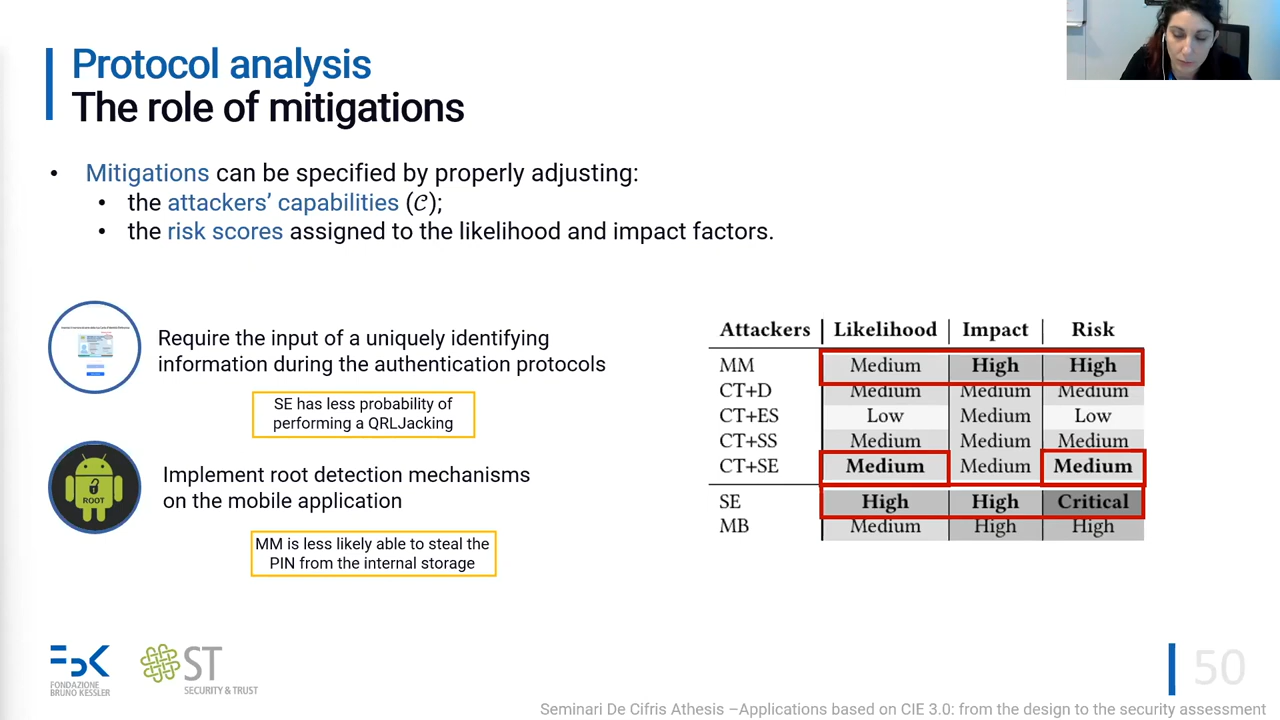 Protocol analysis
The role of mitigations
• Mitigations can be specified by properly adjusting:
• the attackers' capabilities (𝒞);
• the risk scores assigned to the likelihood and impact factors.
Require the input of a uniquely identifying
information during the authentication protocols
SE has less probability of
performing a QRLJacking
ROOT
Implement root detection mechanisms
on the mobile application
MM is less likely able to steal the
PIN from the internal storage
Attackers Likelihood Impact Risk
MM Medium High High
CT+D Medium Medium Medium
CT+ES Low Medium Low
CT+SS Medium Medium Medium
CT+SE Medium Medium Medium
SE High High Critical
MB Medium High High
FBK
FONDAZIONE
BRUNO KESSLER
ST
SECURITY & TRUST
50
Seminari De Cifris Athesis –Applications based on CIE 3.0: from the design to the security assessment